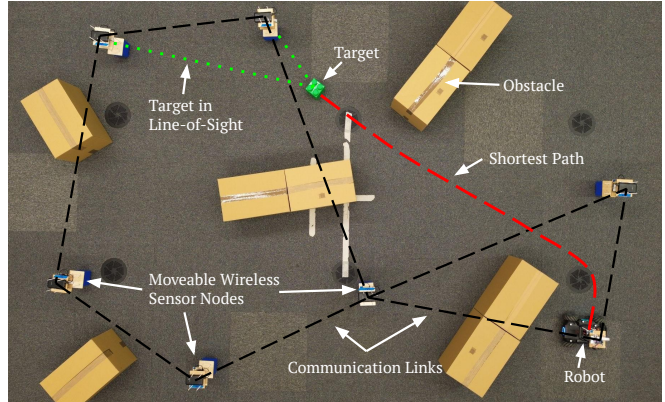 Target
Obstacle
Target in
Line-of-Sight
Shortest Path
Moveable Wireless
Sensor Nodes
Communication Links
Robot